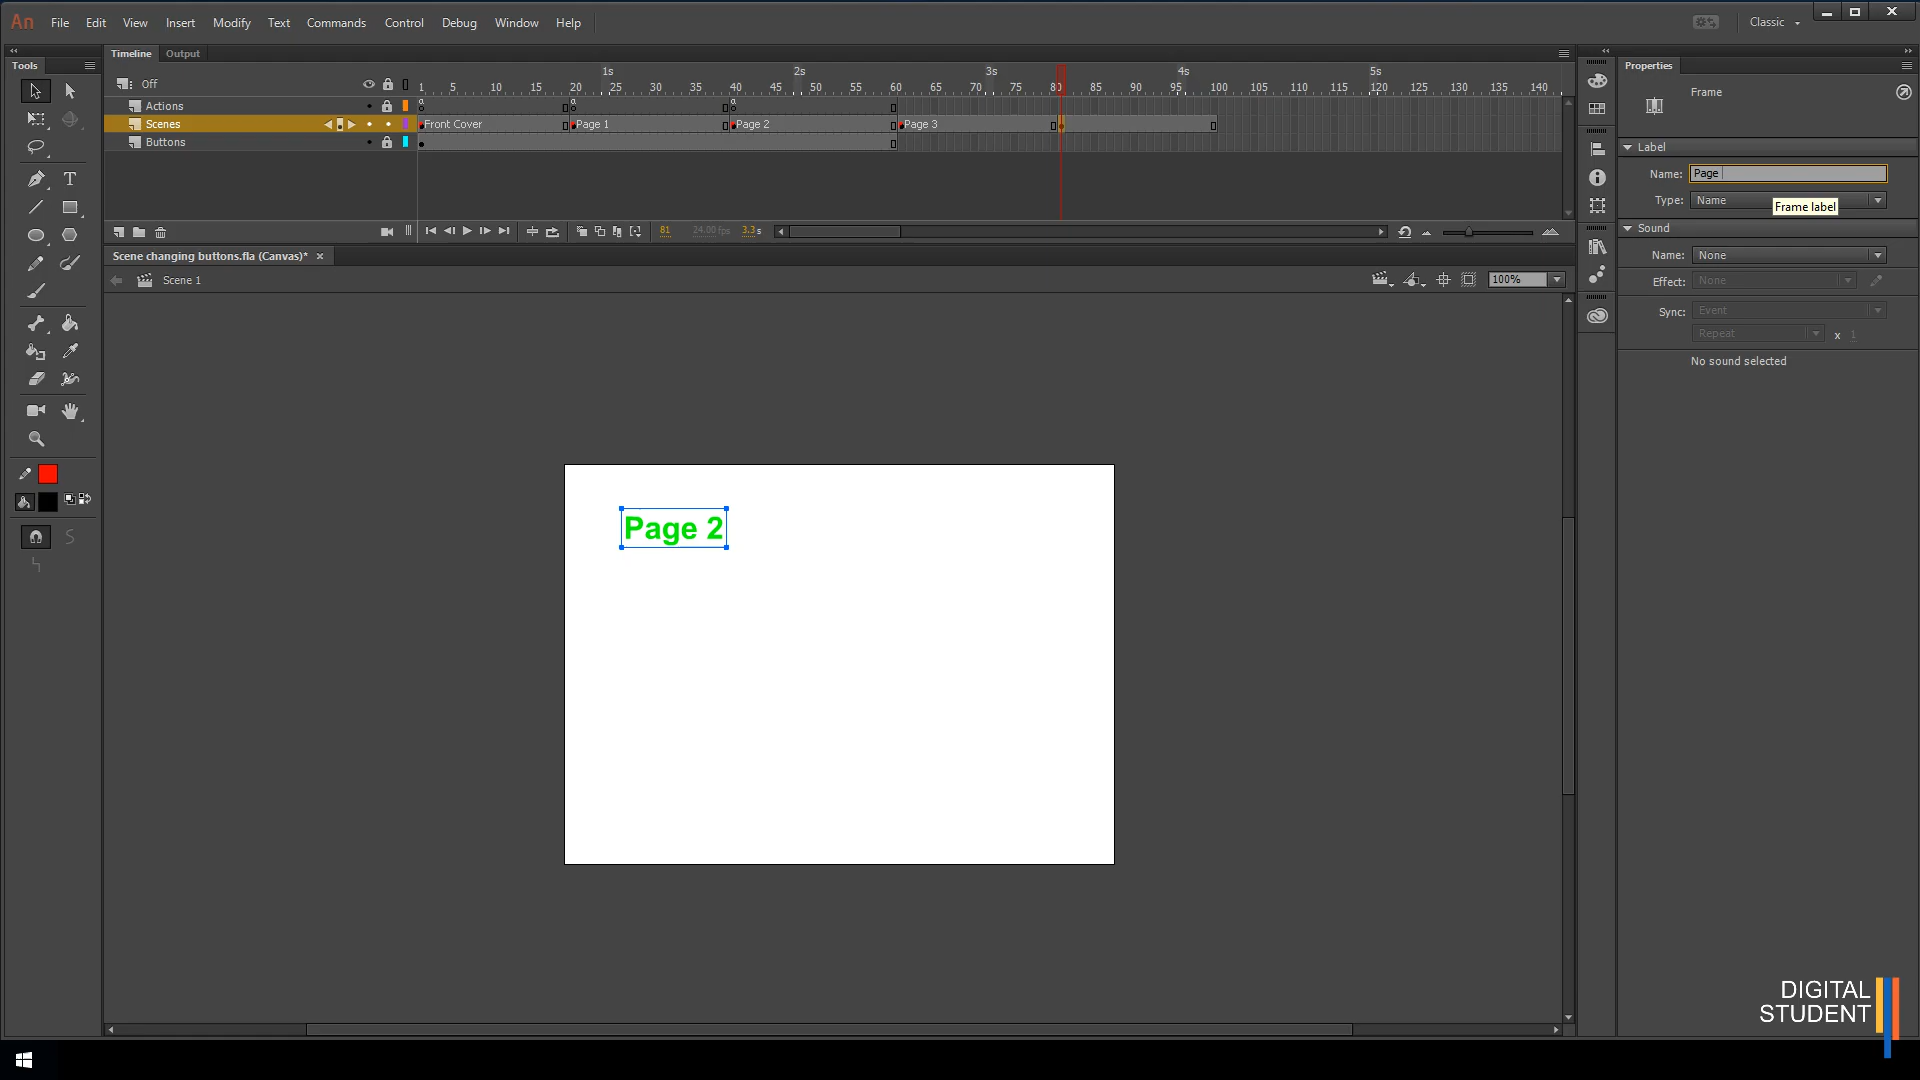 An File Edit View Insert Text Commands Control Debug Window Help Classic
Tools
Timeline Output
Properties
Off
1s 2s 3s 4s 5s
1 5 10 15 20 25 30 35 40 45 50 55 60 65 70 75 80 85 90 95 100 105 110 115 120 125 130 135 140
Actions
Scenes Front Cover Page 1 Page 2 Page 3
Buttons
81 24.00 fps 3.3 s
Scene changing buttons.fla (Canvas)* ×
Scene 1
100%
Page 2
Frame
Label
Name: Page
Type: Name
Frame label
Sound
Name: None
Effect: None
Sync: Event
Repeat x 1
No sound selected
DIGITAL
STUDENT